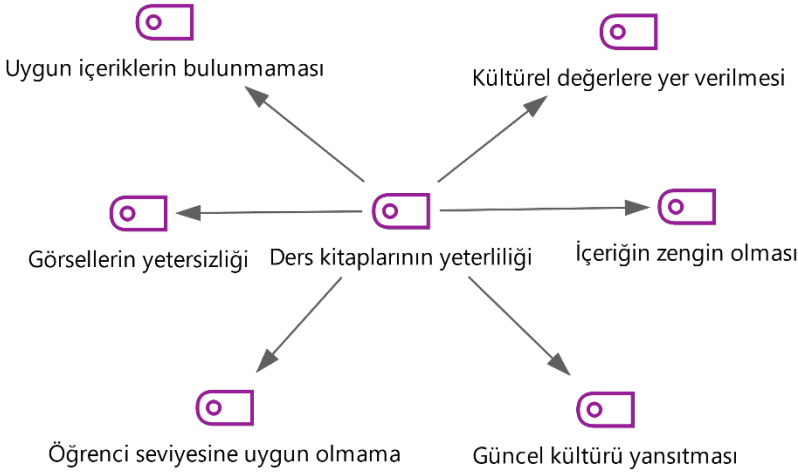 Uygun içeriklerin bulunmaması
Kültürel değerlere yer verilmesi
Görsellerin yetersizliği
Ders kitaplarının yeterliliği
İçeriğin zengin olması
Öğrenci seviyesine uygun olmama
Güncel kültürü yansıtması